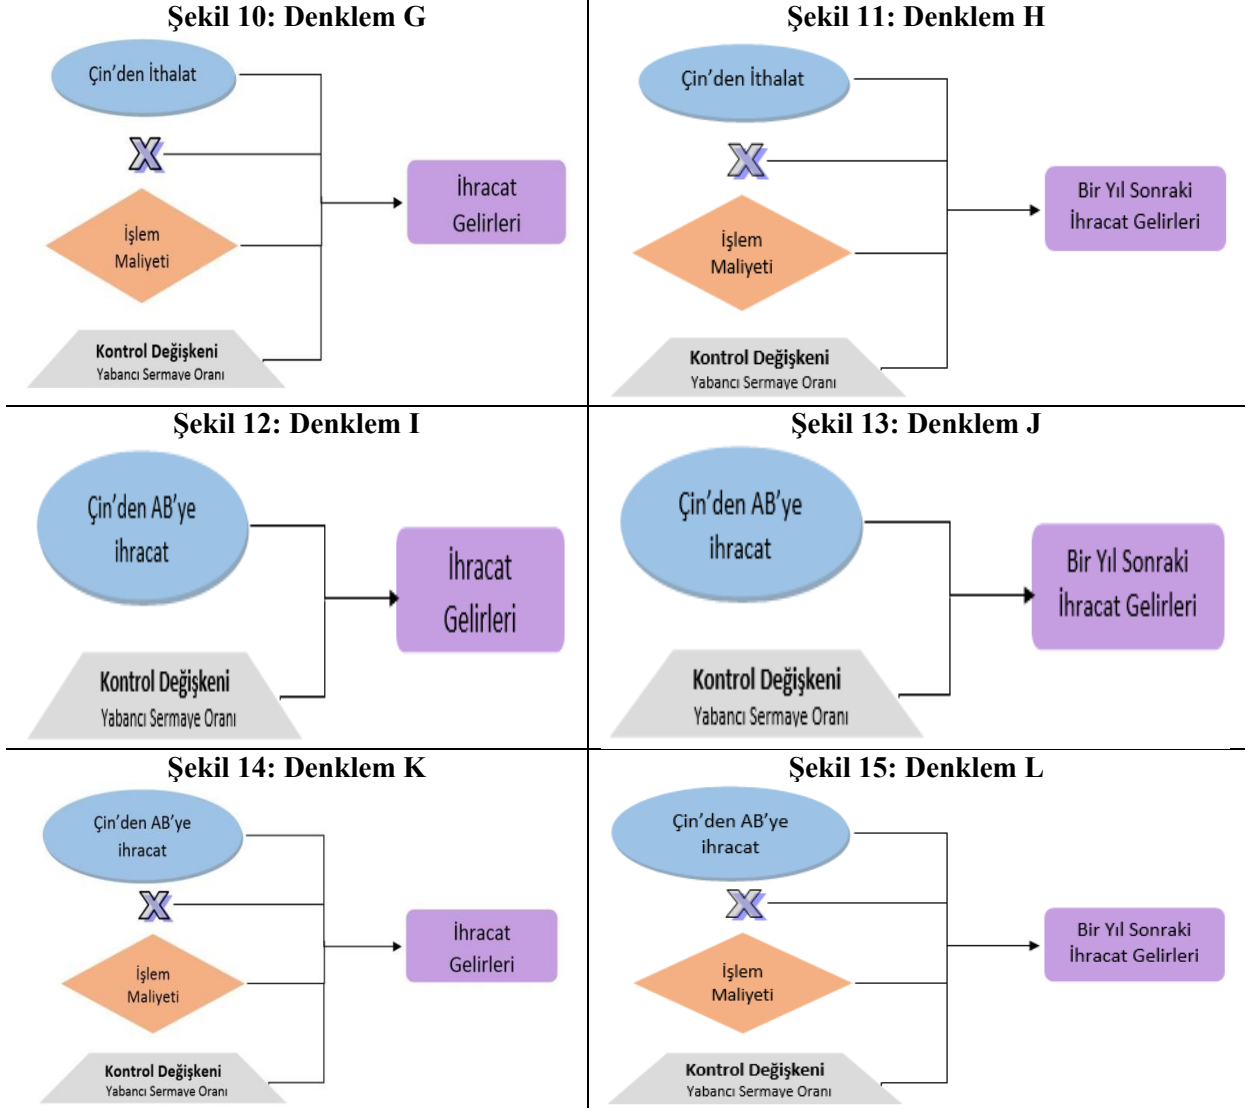 Şekil 10: Denklem G
Çin'den İthalat
X
İşlem
Maliyeti
Kontrol Değişkeni
Yabancı Sermaye Oranı
İhracat
Gelirleri
Şekil 11: Denklem H
Çin'den İthalat
X
İşlem
Maliyeti
Kontrol Değişkeni
Yabancı Sermaye Oranı
Bir Yıl Sonraki
İhracat Gelirleri
Şekil 12: Denklem I
Çin'den AB'ye
ihracat
Kontrol Değişkeni
Yabancı Sermaye Oranı
İhracat
Gelirleri
Şekil 13: Denklem J
Çin'den AB'ye
ihracat
Kontrol Değişkeni
Yabancı Sermaye Oranı
Bir Yıl Sonraki
İhracat Gelirleri
Şekil 14: Denklem K
Çin'den AB'ye
ihracat
X
İşlem
Maliyeti
Kontrol Değişkeni
Yabancı Sermaye Oranı
İhracat
Gelirleri
Şekil 15: Denklem L
Çin'den AB'ye
ihracat
X
İşlem
Maliyeti
Kontrol Değişkeni
Yabancı Sermaye Oranı
Bir Yıl Sonraki
İhracat Gelirleri